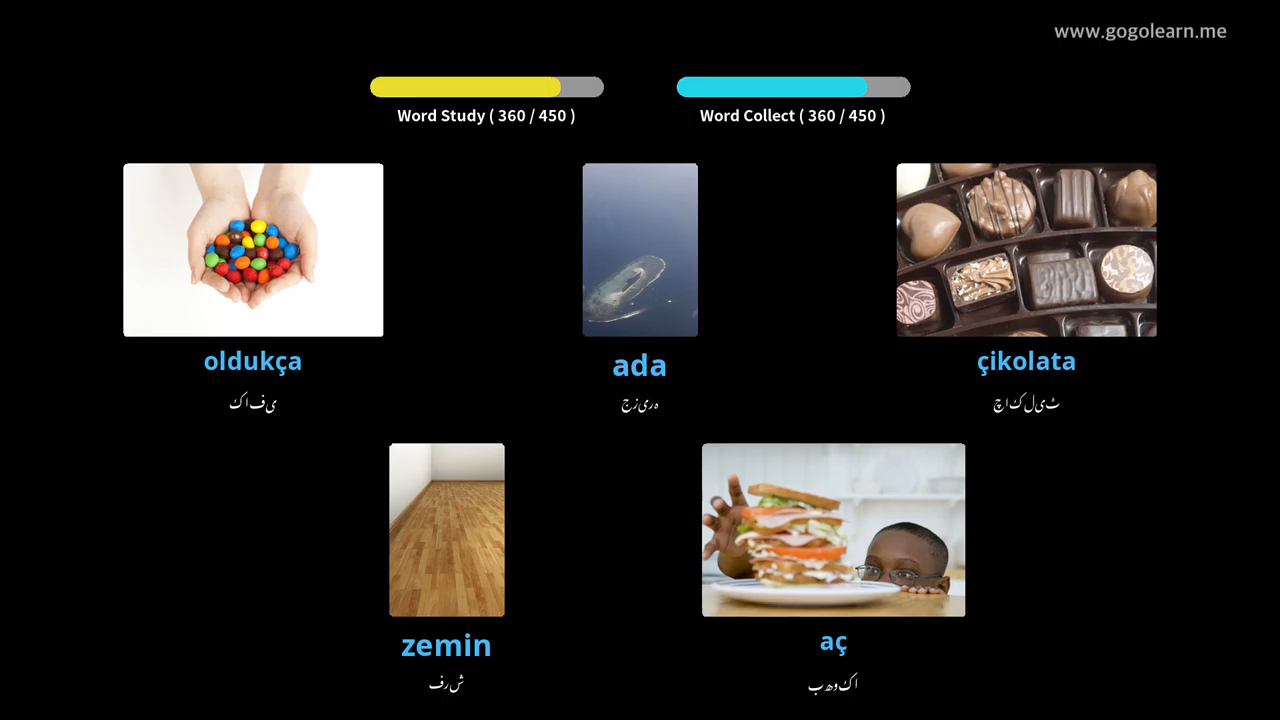 www.gogolearn.me
Word Study ( 360 / 450 )
Word Collect ( 360 / 450 )
oldukça
کافی
ada
جزیرہ
çikolata
چاکلیٹ
zemin
فرش
aç
بھوکا